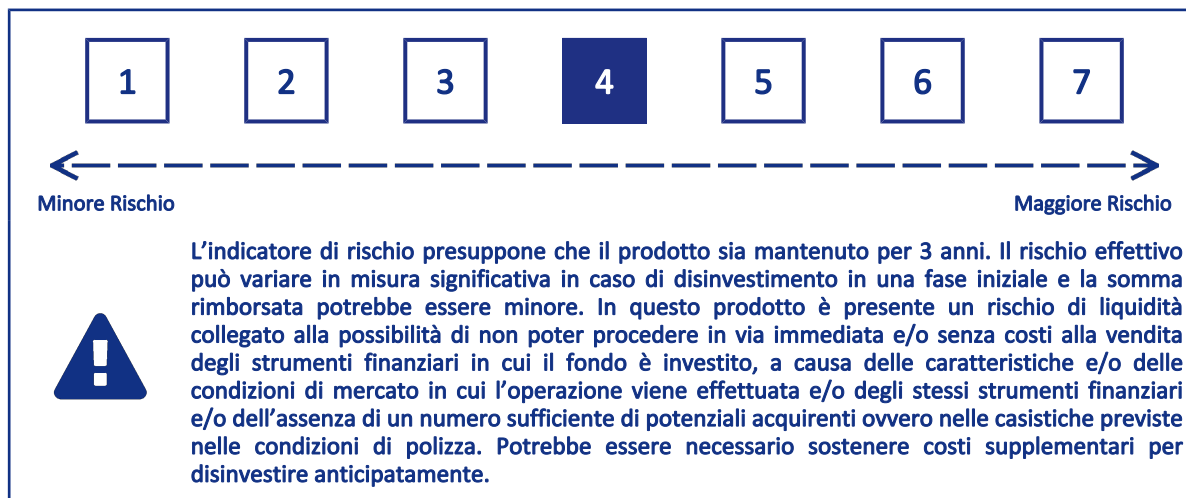 1 2 3 4 5 6 7
Minore Rischio Maggiore Rischio
L’indicatore di rischio presuppone che il prodotto sia mantenuto per 3 anni. Il rischio effettivo
può variare in misura significativa in caso di disinvestimento in una fase iniziale e la somma
rimborsata potrebbe essere minore. In questo prodotto è presente un rischio di liquidità
collegato alla possibilità di non poter procedere in via immediata e/o senza costi alla vendita
degli strumenti finanziari in cui il fondo è investito, a causa delle caratteristiche e/o delle
condizioni di mercato in cui l’operazione viene effettuata e/o degli stessi strumenti finanziari
e/o dell’assenza di un numero sufficiente di potenziali acquirenti ovvero nelle casistiche previste
nelle condizioni di polizza. Potrebbe essere necessario sostenere costi supplementari per
disinvestire anticipatamente.